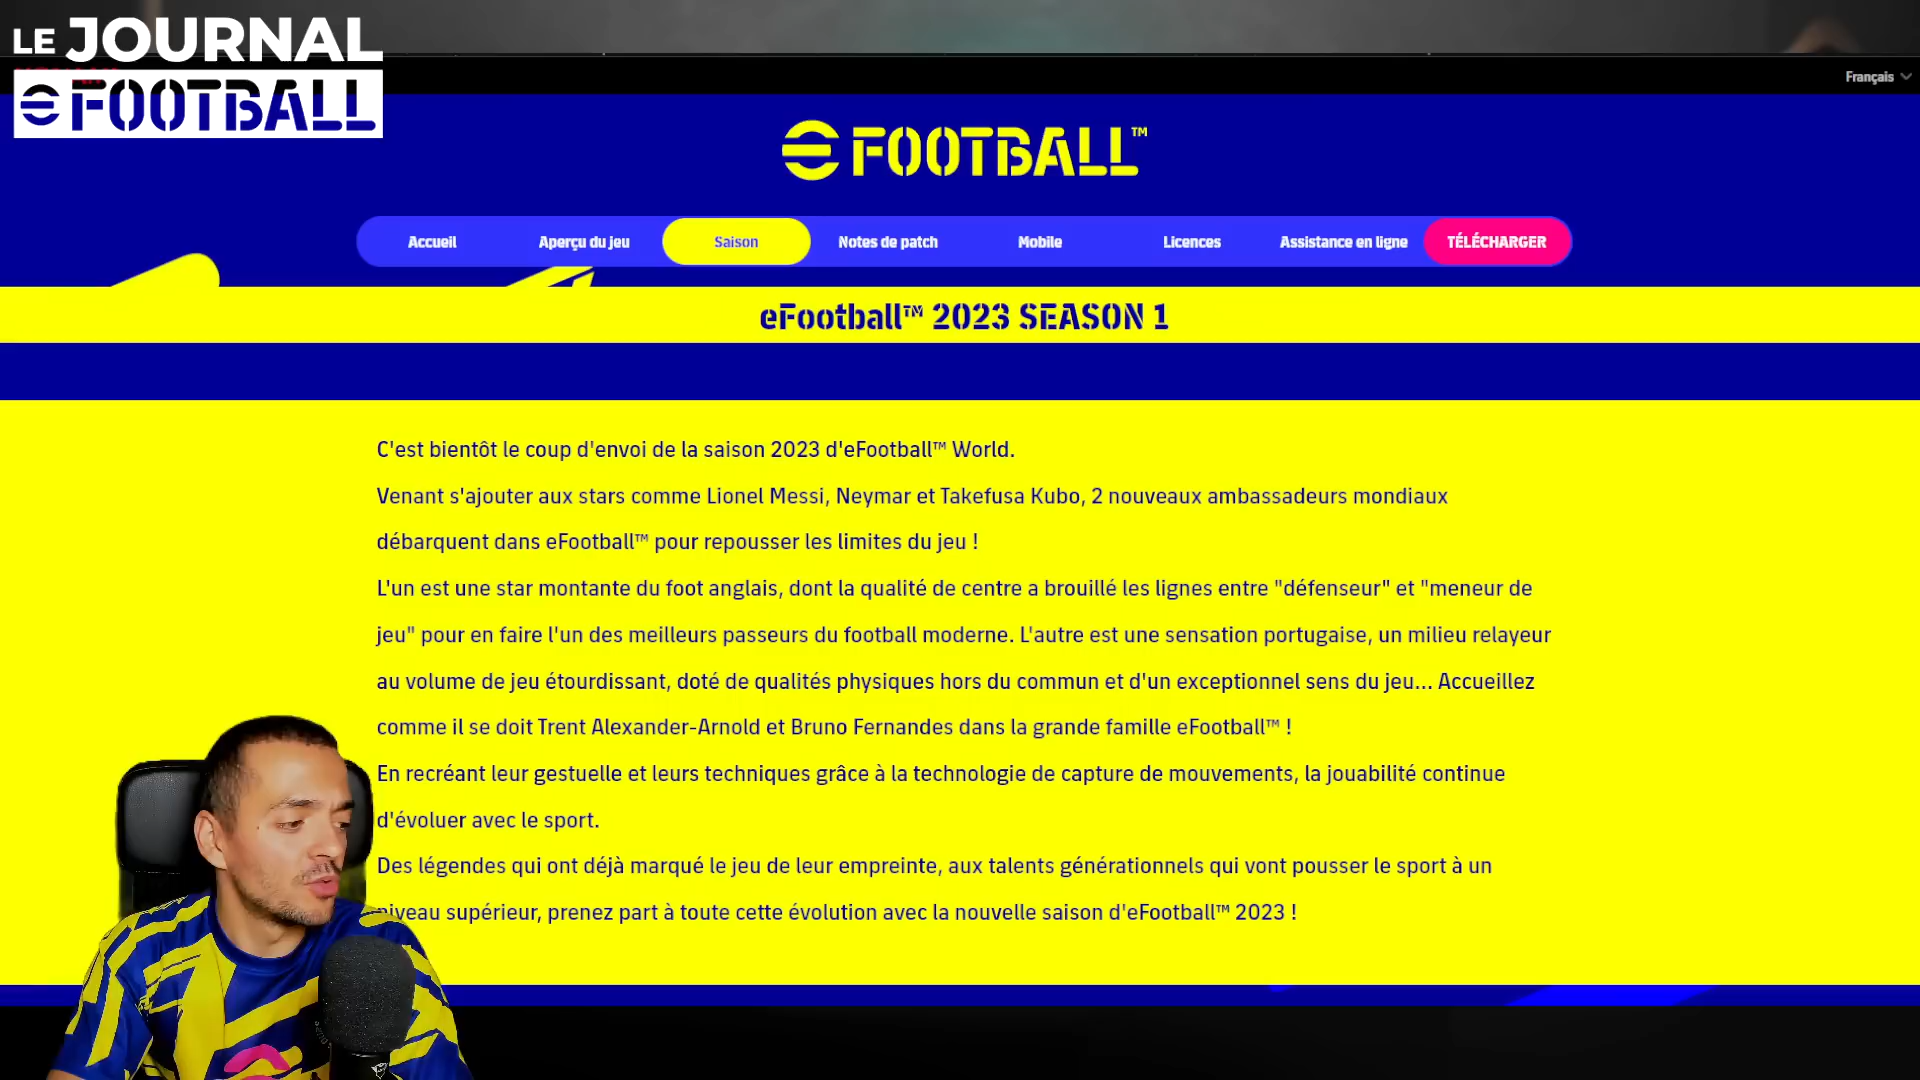 LE JOURNAL
FOOTBALL
Français
FOOTBALL™
Accueil
Aperçu du jeu
Saison
Notes de patch
Mobile
Licences
Assistance en ligne
TÉLÉCHARGER
eFootball™ 2023 SEASON 1
C'est bientôt le coup d'envoi de la saison 2023 d'eFootball™ World.
Venant s'ajouter aux stars comme Lionel Messi, Neymar et Takefusa Kubo, 2 nouveaux ambassadeurs mondiaux
débarquent dans eFootball™ pour repousser les limites du jeu !
L'un est une star montante du foot anglais, dont la qualité de centre a brouillé les lignes entre "défenseur" et "meneur de
jeu" pour en faire l'un des meilleurs passeurs du football moderne. L'autre est une sensation portugaise, un milieu relayeur
au volume de jeu étourdissant, doté de qualités physiques hors du commun et d'un exceptionnel sens du jeu... Accueillez
comme il se doit Trent Alexander-Arnold et Bruno Fernandes dans la grande famille eFootball™ !
En recréant leur gestuelle et leurs techniques grâce à la technologie de capture de mouvements, la jouabilité continue
d'évoluer avec le sport.
Des légendes qui ont déjà marqué le jeu de leur empreinte, aux talents générationnels qui vont pousser le sport à un
niveau supérieur, prenez part à toute cette évolution avec la nouvelle saison d'eFootball™ 2023 !